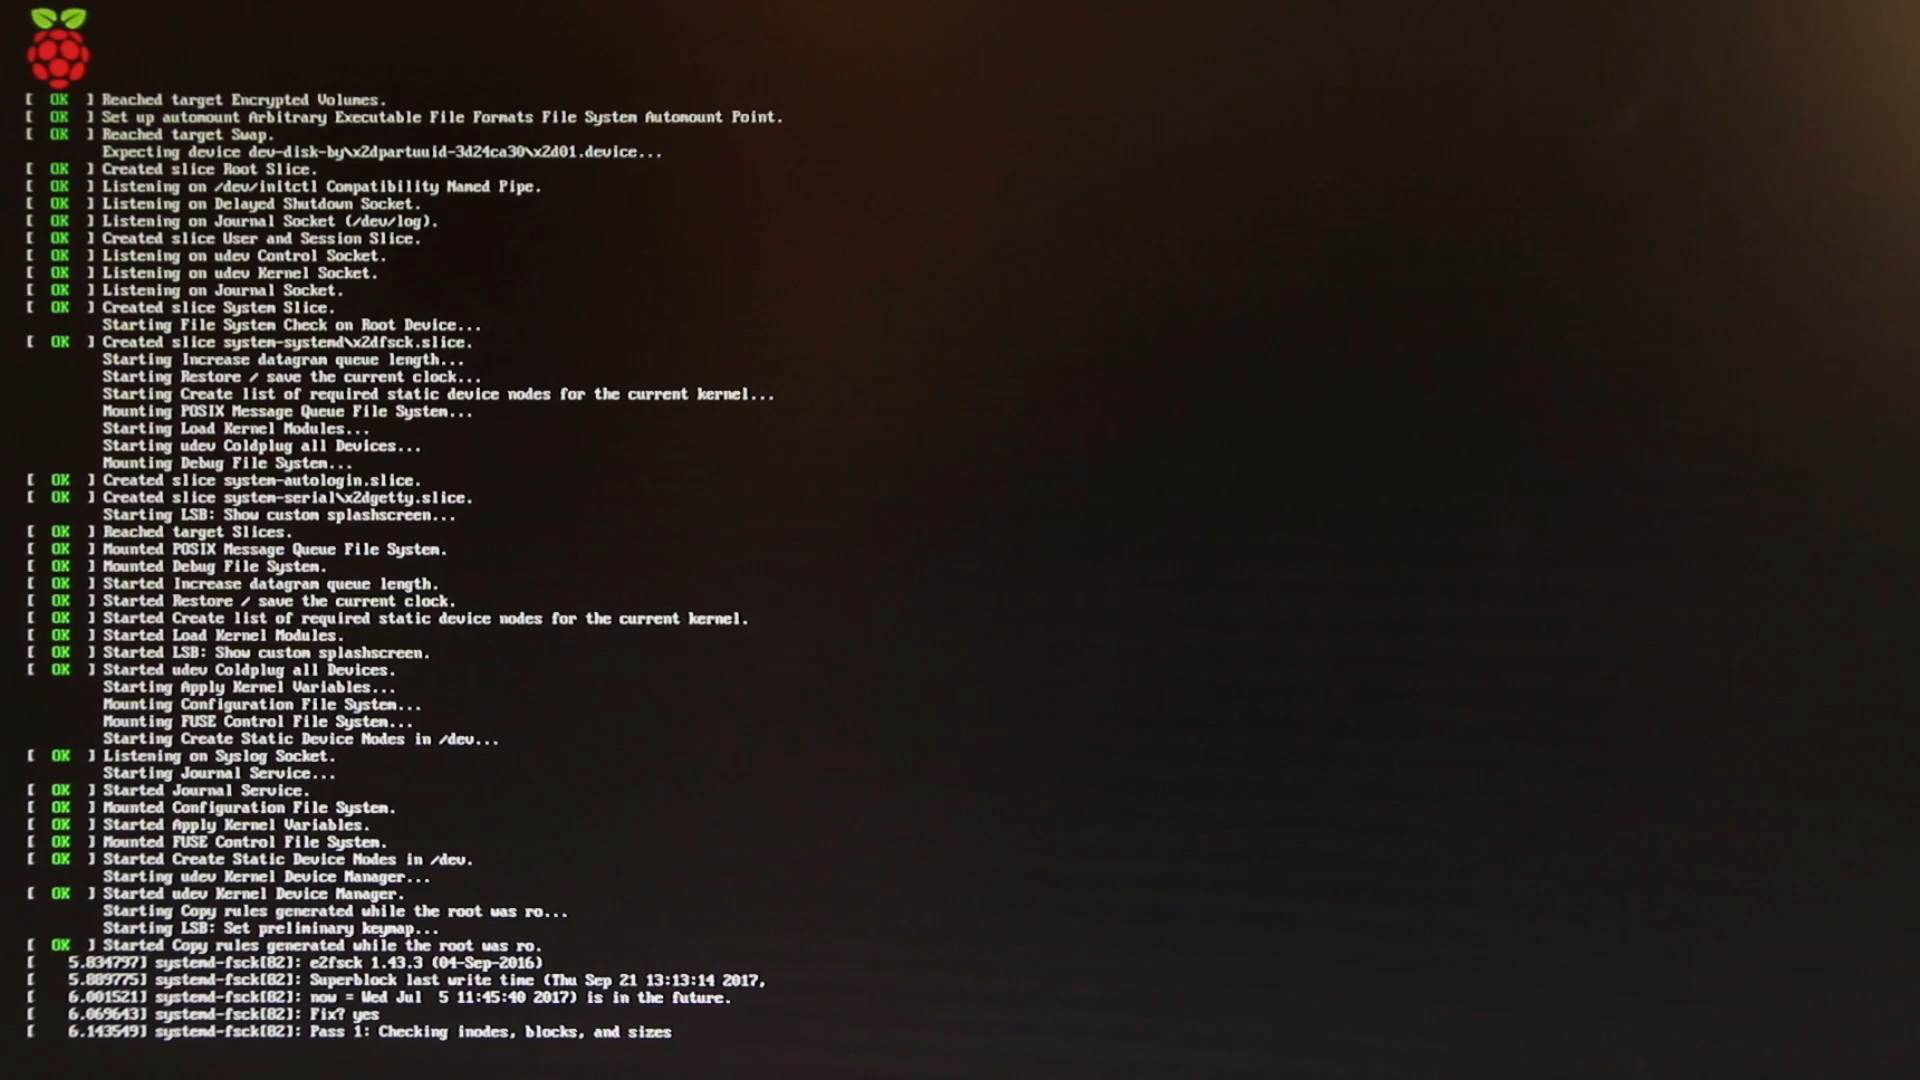 [  OK  ] Reached target Encrypted Volumes.
[  OK  ] Set up automount Arbitrary Executable File Formats File System Automount Point.
[  OK  ] Reached target Swap.
         Expecting device dev-disk-by\x2dpartuuid-3d24ca30\x2d01.device...
[  OK  ] Created slice Root Slice.
[  OK  ] Listening on /dev/initctl Compatibility Named Pipe.
[  OK  ] Listening on Delayed Shutdown Socket.
[  OK  ] Listening on Journal Socket (/dev/log).
[  OK  ] Created slice User and Session Slice.
[  OK  ] Listening on udev Control Socket.
[  OK  ] Listening on udev Kernel Socket.
[  OK  ] Listening on Journal Socket.
[  OK  ] Created slice System Slice.
         Starting File System Check on Root Device...
[  OK  ] Created slice system-systemd\x2dfsck.slice.
         Starting Increase datagram queue length...
         Starting Restore / save the current clock...
         Starting Create list of required static device nodes for the current kernel...
         Mounting POSIX Message Queue File System...
         Starting Load Kernel Modules...
         Starting udev Coldplug all Devices...
         Mounting Debug File System...
[  OK  ] Created slice system-autologin.slice.
[  OK  ] Created slice system-serial\x2dgetty.slice.
         Starting LSB: Show custom splashscreen...
[  OK  ] Reached target Slices.
[  OK  ] Mounted POSIX Message Queue File System.
[  OK  ] Mounted Debug File System.
[  OK  ] Started Increase datagram queue length.
[  OK  ] Started Restore / save the current clock.
[  OK  ] Started Create list of required static device nodes for the current kernel.
[  OK  ] Started Load Kernel Modules.
[  OK  ] Started LSB: Show custom splashscreen.
[  OK  ] Started udev Coldplug all Devices.
         Starting Apply Kernel Variables...
         Mounting Configuration File System...
         Mounting FUSE Control File System...
         Starting Create Static Device Nodes in /dev...
[  OK  ] Listening on Syslog Socket.
         Starting Journal Service...
[  OK  ] Started Journal Service.
[  OK  ] Mounted Configuration File System.
[  OK  ] Started Apply Kernel Variables.
[  OK  ] Mounted FUSE Control File System.
[  OK  ] Started Create Static Device Nodes in /dev.
         Starting udev Kernel Device Manager...
[  OK  ] Started udev Kernel Device Manager.
         Starting Copy rules generated while the root was ro...
         Starting LSB: Set preliminary keymap...
[  OK  ] Started Copy rules generated while the root was ro.
[    5.834797] systemd-fsck[82]: e2fsck 1.43.3 (04-Sep-2016)
[    5.889775] systemd-fsck[82]: Superblock last write time (Thu Sep 21 13:13:14 2017,
[    6.001521] systemd-fsck[82]: now = Wed Jul  5 11:45:40 2017) is in the future.
[    6.069643] systemd-fsck[82]: Fix? yes
[    6.143549] systemd-fsck[82]: Pass 1: Checking inodes, blocks, and sizes